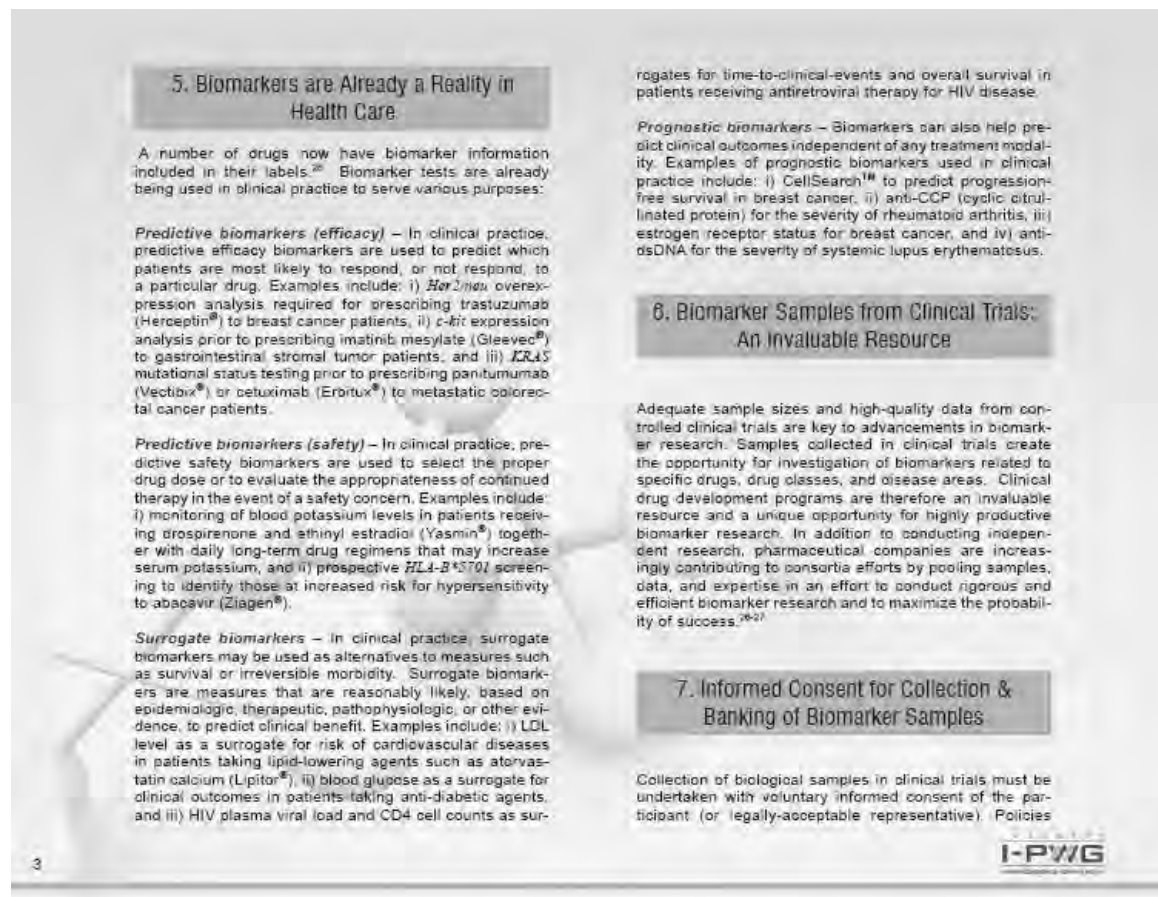 5. Biomarkers are Already a Reality in
Health Care
A number of drugs now have biomarker information
included in their labels.²⁵ Biomarker tests are already
being used in clinical practice to serve various purposes:
Predictive biomarkers (efficacy) – In clinical practice,
predictive efficacy biomarkers are used to predict which
patients are most likely to respond, or not respond, to
a particular drug. Examples include: i) Her2/neu overex-
pression analysis required for prescribing trastuzumab
(Herceptin®) to breast cancer patients, ii) c-kit expression
analysis prior to prescribing imatinib mesylate (Gleevec®)
to gastrointestinal stromal tumor patients, and iii) KRAS
mutational status testing prior to prescribing panitumumab
(Vectibix®) or cetuximab (Erbitux®) to metastatic colorec-
tal cancer patients.
Predictive biomarkers (safety) – In clinical practice, pre-
dictive safety biomarkers are used to select the proper
drug dose or to evaluate the appropriateness of continued
therapy in the event of a safety concern. Examples include:
i) monitoring of blood potassium levels in patients receiv-
ing drospirenone and ethinyl estradiol (Yasmin®) togeth-
er with daily long-term drug regimens that may increase
serum potassium, and ii) prospective HLA-B*5701 screen-
ing to identify those at increased risk for hypersensitivity
to abacavir (Ziagen®).
Surrogate biomarkers – In clinical practice, surrogate
biomarkers may be used as alternatives to measures such
as survival or irreversible morbidity. Surrogate biomark-
ers are measures that are reasonably likely, based on
epidemiologic, therapeutic, pathophysiologic, or other evi-
dence, to predict clinical benefit. Examples include: i) LDL
level as a surrogate for risk of cardiovascular diseases
in patients taking lipid-lowering agents such as atorvas-
tatin calcium (Lipitor®), ii) blood glucose as a surrogate for
clinical outcomes in patients taking anti-diabetic agents,
and iii) HIV plasma viral load and CD4 cell counts as sur-
rogates for time-to-clinical-events and overall survival in
patients receiving antiretroviral therapy for HIV disease.
Prognostic biomarkers – Biomarkers can also help pre-
dict clinical outcomes independent of any treatment modal-
ity. Examples of prognostic biomarkers used in clinical
practice include: i) CellSearch™ to predict progression-
free survival in breast cancer, ii) anti-CCP (cyclic citrul-
linated protein) for the severity of rheumatoid arthritis, iii)
estrogen receptor status for breast cancer, and iv) anti-
dsDNA for the severity of systemic lupus erythematosus.
6. Biomarker Samples from Clinical Trials:
An Invaluable Resource
Adequate sample sizes and high-quality data from con-
trolled clinical trials are key to advancements in biomark-
er research. Samples collected in clinical trials create
the opportunity for investigation of biomarkers related to
specific drugs, drug classes, and disease areas. Clinical
drug development programs are therefore an invaluable
resource and a unique opportunity for highly productive
biomarker research. In addition to conducting indepen-
dent research, pharmaceutical companies are increas-
ingly contributing to consortia efforts by pooling samples,
data, and expertise in an effort to conduct rigorous and
efficient biomarker research and to maximize the probabil-
ity of success.²⁶⁻²⁷
7. Informed Consent for Collection &
Banking of Biomarker Samples
Collection of biological samples in clinical trials must be
undertaken with voluntary informed consent of the par-
ticipant (or legally-acceptable representative). Policies
3
I-PWG